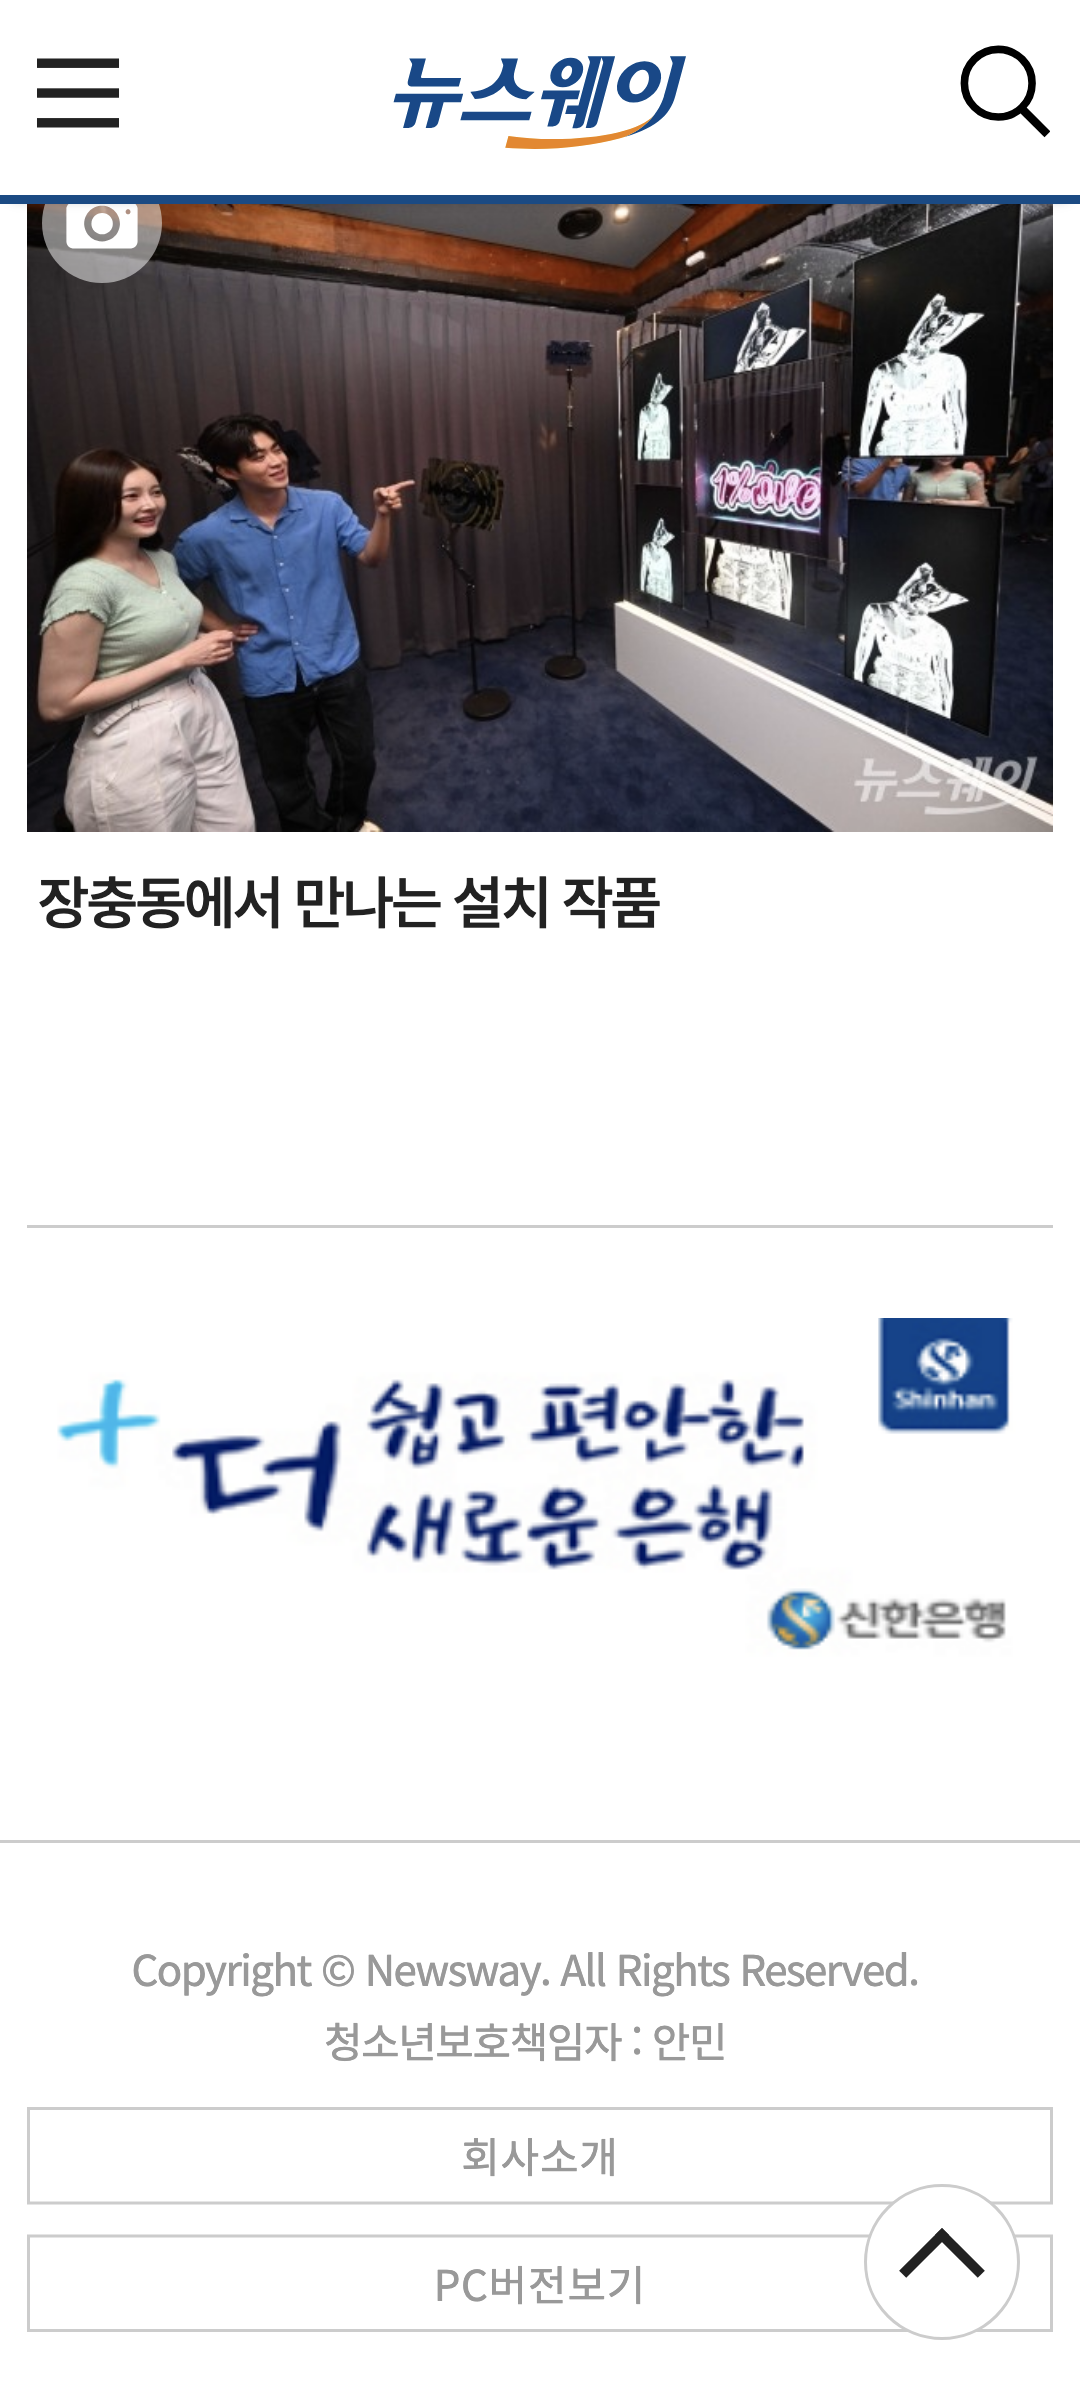 뉴스웨이
1%ove
뉴스웨이
장충동에서 만나는 설치 작품
+더 쉽고 편안한,
새로운 은행
Shinhan
신한은행
Copyright © Newsway. All Rights Reserved.
청소년보호책임자 : 안민
회사소개
PC버전보기